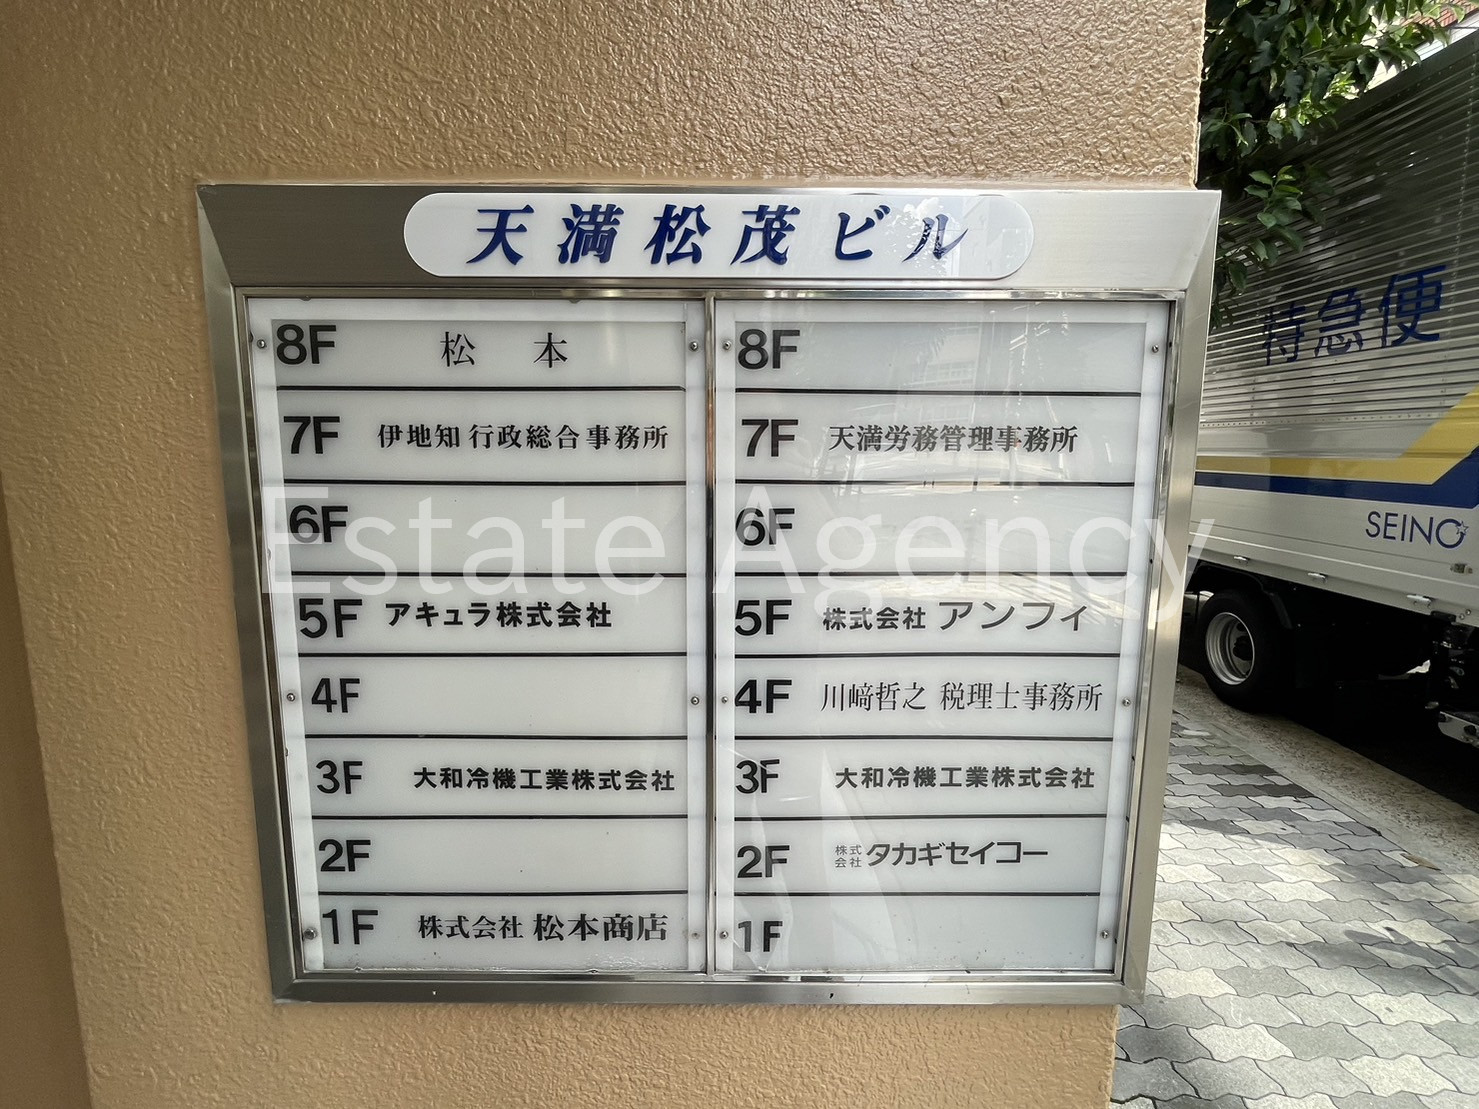 天満松茂ビル
8F 松本
7F 伊地知 行政総合事務所
6F
5F アキュラ株式会社
4F
3F 大和冷機工業株式会社
2F
1F 株式会社 松本商店
8F
7F 天満労務管理事務所
6F
5F 株式会社 アンフィ
4F 川﨑哲之 税理士事務所
3F 大和冷機工業株式会社
2F 株式会社 タカギセイコー
1F
特急便
SEINO
Estate Agency